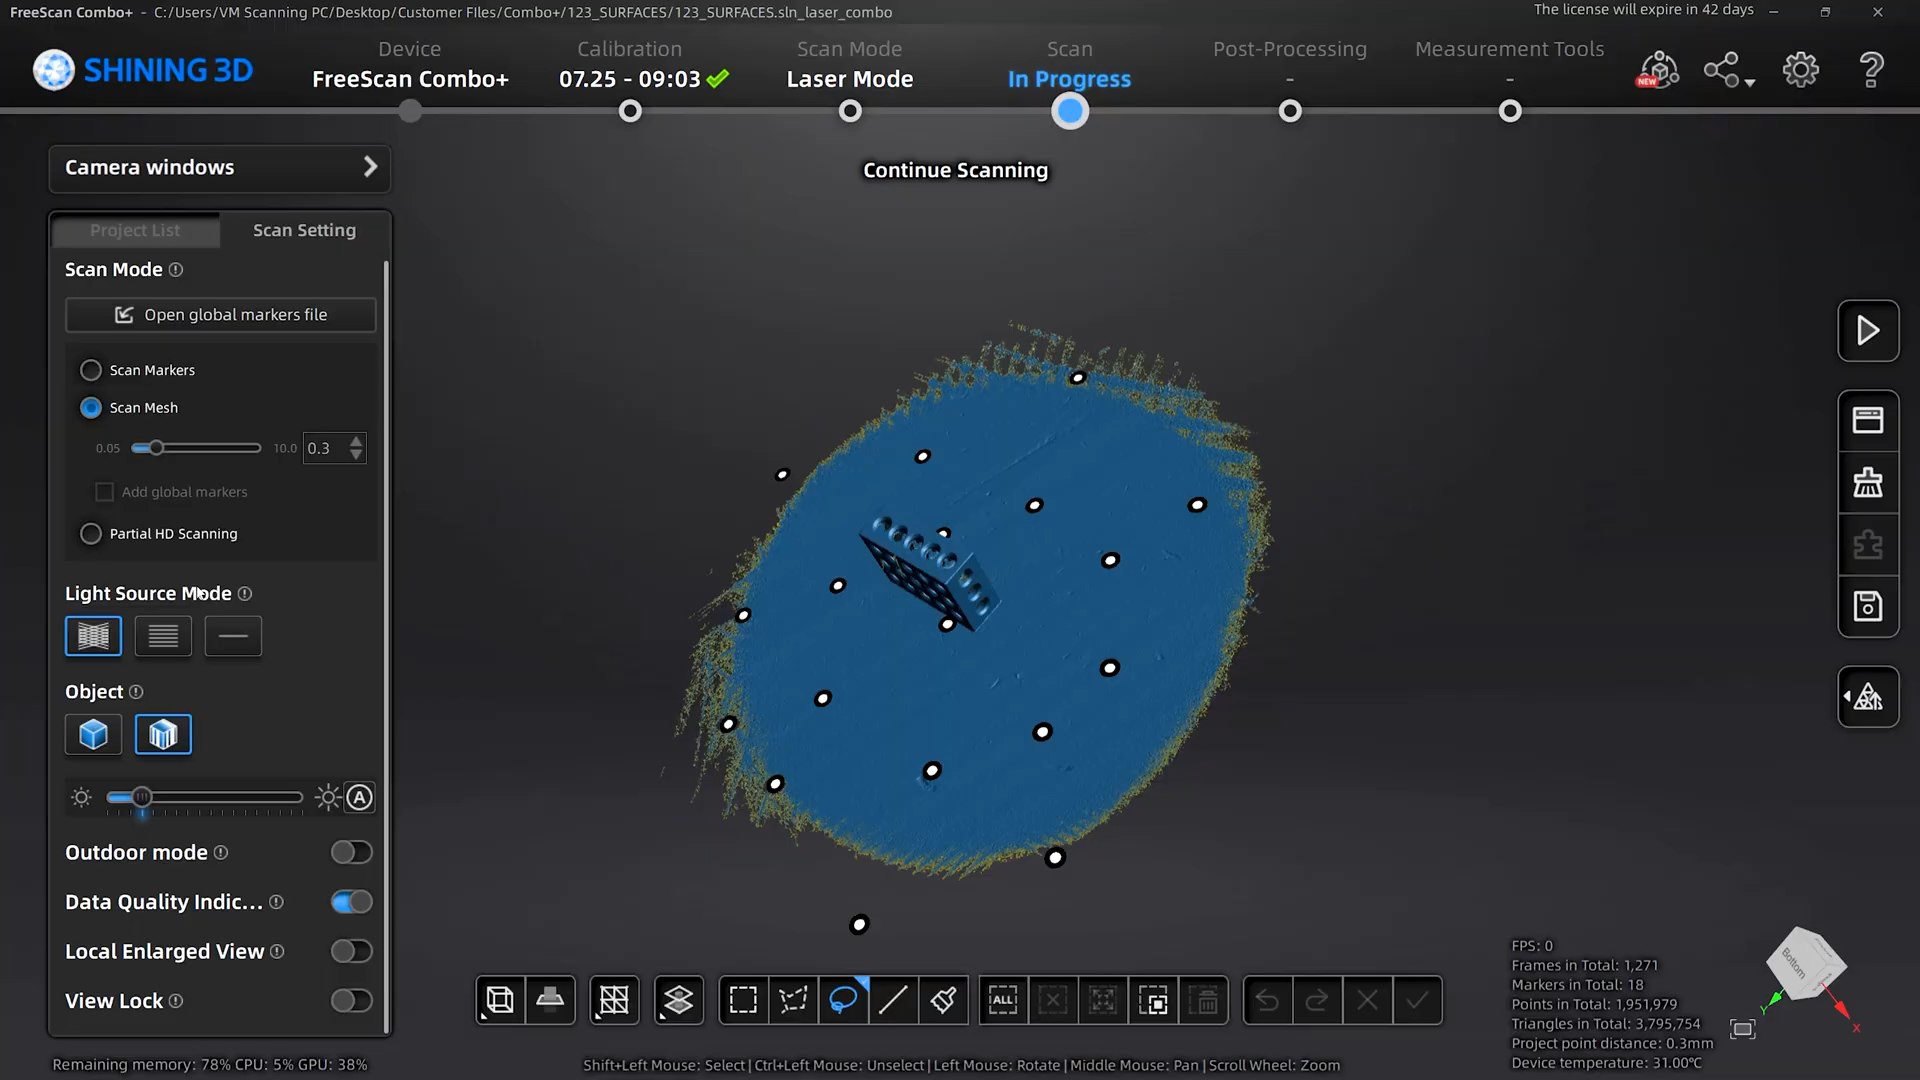 FreeScan Combo+ - C:/Users/VM Scanning PC/Desktop/Customer FIles/Combo+/123_SURFACES/123_SURFACES.sln_laser_combo
The license will expire in 42 days
SHINING 3D
Device
FreeScan Combo+
Calibration
07.25 - 09:03
Scan Mode
Laser Mode
Scan
In Progress
Post-Processing
-
Measurement Tools
-
NEW
Camera windows
Continue Scanning
Project List
Scan Setting
Scan Mode
Open global markers file
Scan Markers
Scan Mesh
0.05
10.0
0.3
Add global markers
Partial HD Scanning
Light Source Mode
Object
A
Outdoor mode
Data Quality Indic...
Local Enlarged View
View Lock
ALL
FPS: 0
Frames in Total: 1,271
Markers in Total: 18
Points in Total: 1,951,979
Triangles in Total: 3,795,754
Project point distance: 0.3mm
Device temperature: 31.00℃
Bottom
Y
X
Remaining memory: 78% CPU: 5% GPU: 38%
Shift+Left Mouse: Select | Ctrl+Left Mouse: Unselect | Left Mouse: Rotate | Middle Mouse: Pan | Scroll Wheel: Zoom